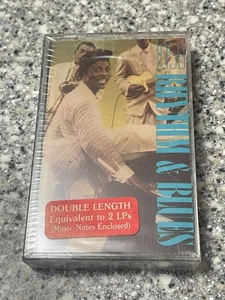 RHYTHM & BLUES
DOUBLE LENGTH
Equivalent to 2 LPs
(Music Notes Enclosed)